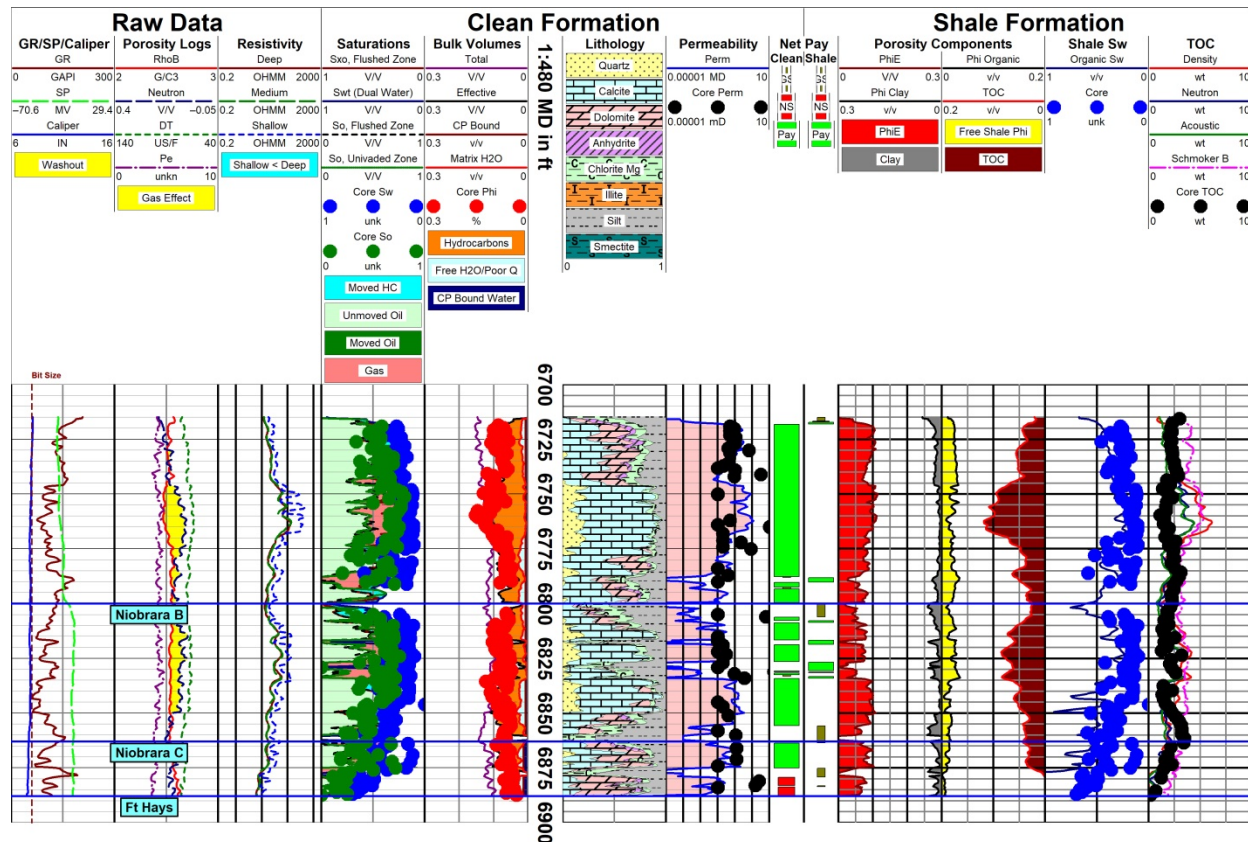 Raw Data
GR/SP/Caliper
GR
0 GAPI 300
SP
−70.6 MV 29.4
Caliper
6 IN 16
Washout
Porosity Logs
RhoB
2 G/C3 3
Neutron
0.4 V/V −0.05
DT
140 US/F 40
Pe
0 unkn 10
Gas Effect
Resistivity
Deep
0.2 OHMM 2000
Medium
0.2 OHMM 2000
Shallow
0.2 OHMM 2000
Shallow < Deep
Clean Formation
Saturations
Sxo, Flushed Zone
1 V/V 0
Swt (Dual Water)
1 V/V 0
So, Flushed Zone
0 V/V 1
So, Univaded Zone
0 V/V 1
Core Sw
1 unk 0
Core So
0 unk 1
Moved HC
Unmoved Oil
Moved Oil
Gas
Bulk Volumes
Total
0.3 V/V 0
Effective
0.3 V/V 0
CP Bound
0.3 V/V 0
Matrix H2O
0.3 V/V 0
Core Phi
0.3 % 0
Hydrocarbons
Free H2O/Poor Q
CP Bound Water
1:480 MD in ft
Lithology
Quartz
Calcite
Dolomite
Anhydrite
Chlorite Mg
Illite
Silt
Smectite
0 1
Permeability
Perm
0.00001 MD 10
Core Perm
0.00001 mD 10
Net Pay
Clean Shale
GS GS
NS NS
Pay Pay
Shale Formation
Porosity Components
PhiE
0 V/V 0.3
Phi Clay
0.3 v/v 0
PhiE
Clay
Phi Organic
0 v/v 0.2
TOC
0.2 v/v 0
Free Shale Phi
TOC
Shale Sw
Organic Sw
1 v/v 0
Core
1 unk 0
TOC
Density
0 wt 10
Neutron
0 wt 10
Acoustic
0 wt 10
Schmoker B
0 wt 10
Core TOC
0 wt 10
Bit Size
6700
6725
6750
6775
6800
6825
6850
6875
6900
Niobrara B
Niobrara C
Ft Hays